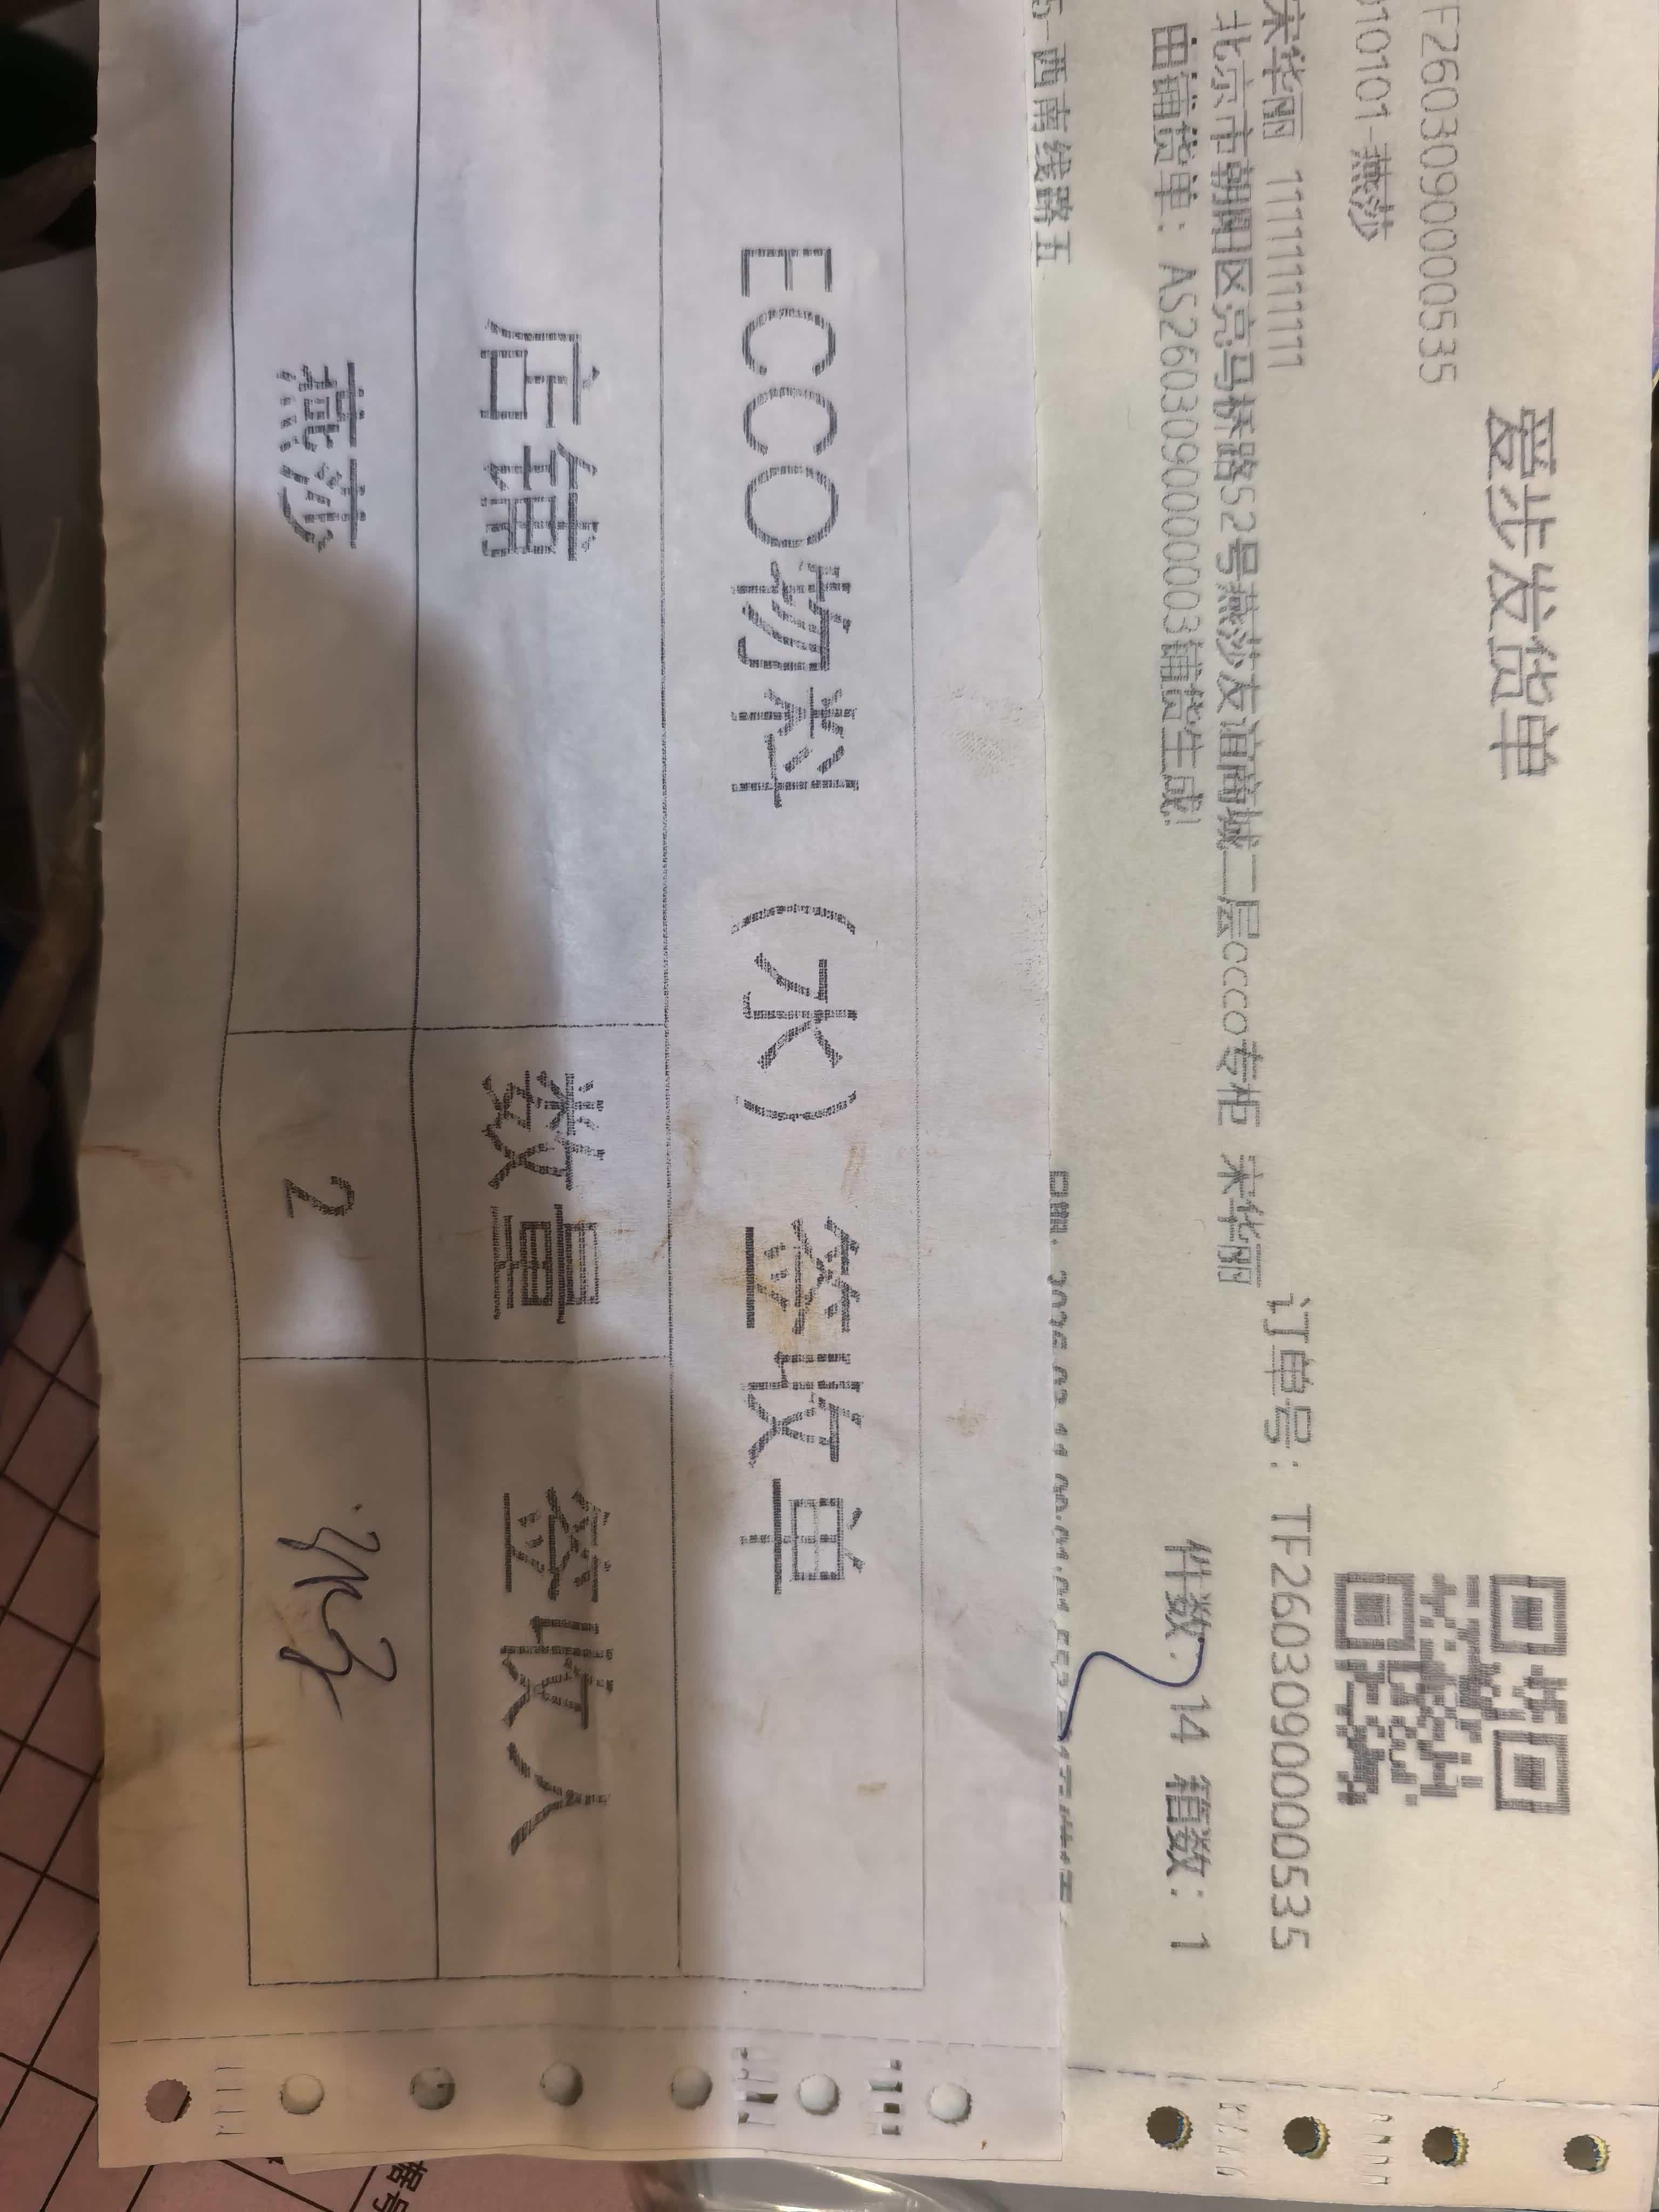 爱步发货单
F260309000535
010101-燕莎
宋华丽 11111111111 订单号: TF260309000535
北京市朝阳区亮马桥路52号燕莎友谊商城二层ecco专柜 宋华丽
由铺货单: AS260309000003铺货生成! 件数: 14 箱数: 1
西南线路五
ECCO物料 (水) 签收单
店铺 数量 签收人
燕莎 2
据号